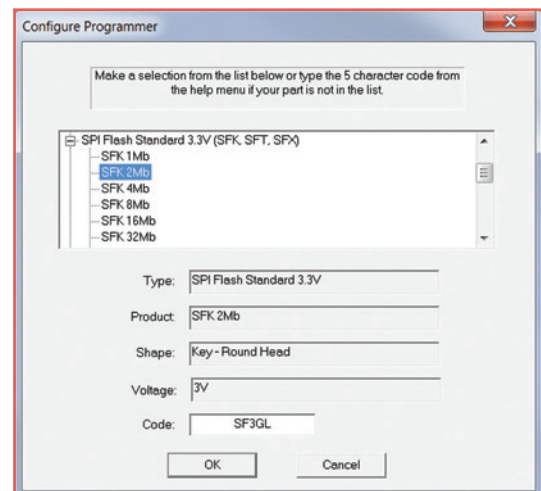 Configure Programmer
Make a selection from the list below or type the 5 character code from
the help menu if your part is not in the list.
SPI Flash Standard 3.3V (SFK, SFT, SFX)
SFK 1Mb
SFK 2Mb
SFK 4Mb
SFK 8Mb
SFK 16Mb
SFK 32Mb
Type: SPI Flash Standard 3.3V
Product: SFK 2Mb
Shape: Key - Round Head
Voltage: 3V
Code: SF3GL
OK Cancel